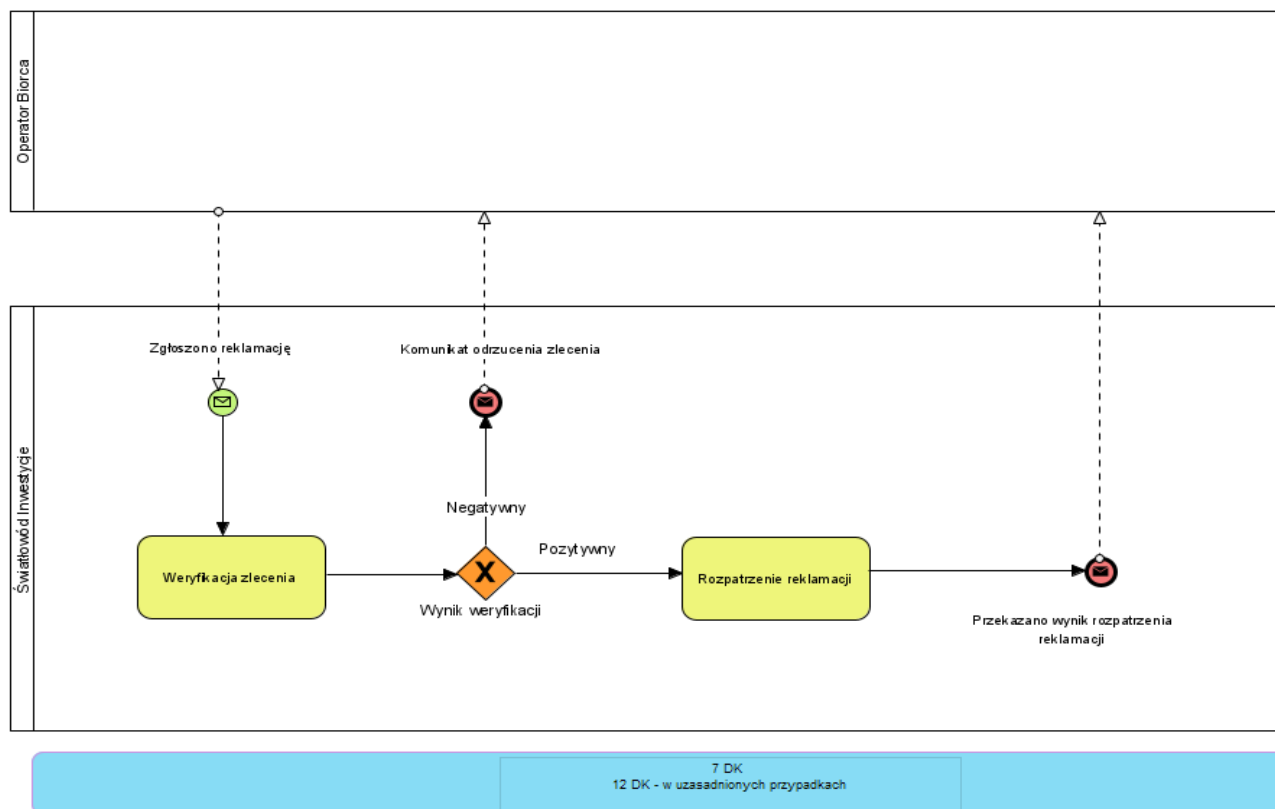 Operator Biorca
Zgłoszono reklamację
Komunikat odrzucenia zlecenia
Światłowód Inwestycje
Negatywny
Pozytywny
Weryfikacja zlecenia
X
Rozpatrzenie reklamacji
Wynik weryfikacji
Przekazano wynik rozpatrzenia
reklamacji
7 DK
12 DK - w uzasadnionych przypadkach